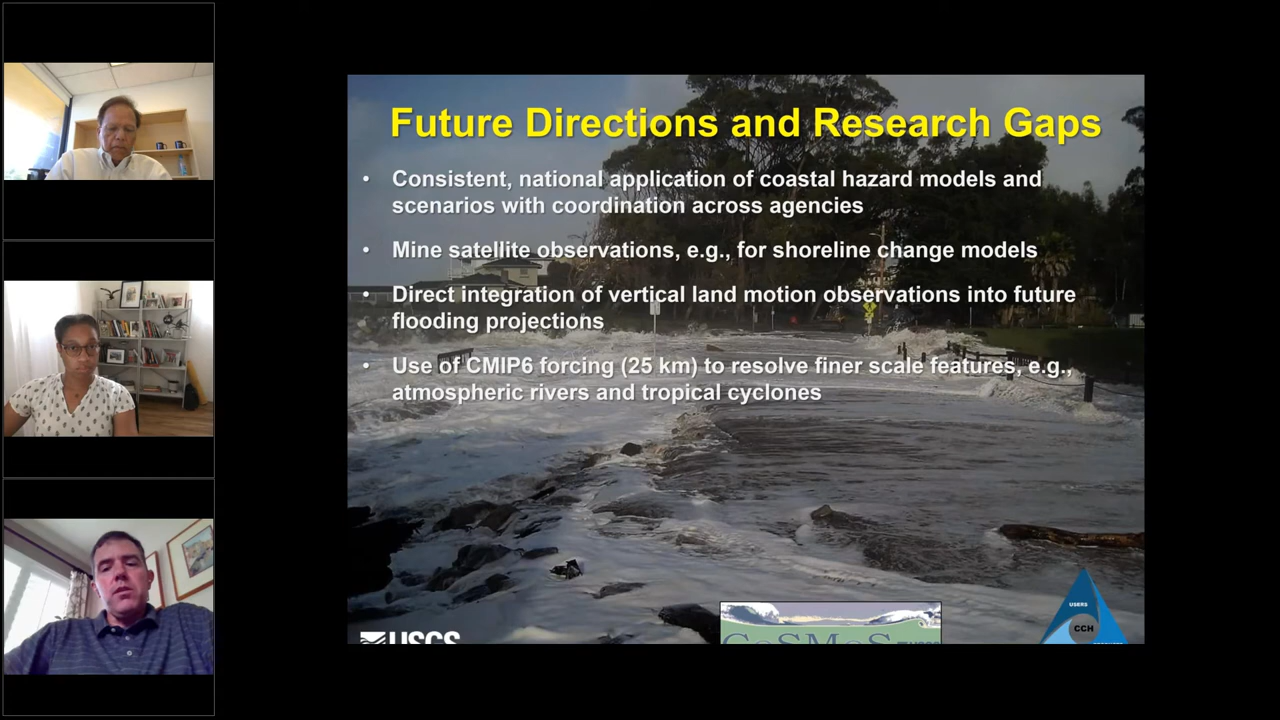 Future Directions and Research Gaps
• Consistent, national application of coastal hazard models and
scenarios with coordination across agencies
• Mine satellite observations, e.g., for shoreline change models
• Direct integration of vertical land motion observations into future
flooding projections
• Use of CMIP6 forcing (25 km) to resolve finer scale features, e.g.,
atmospheric rivers and tropical cyclones
USGS
CoSMoS
USERS
CCH